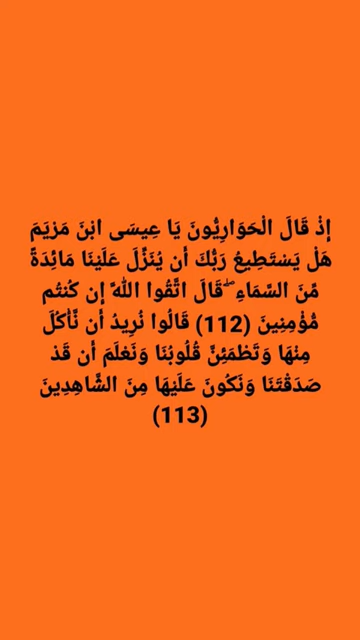 إِذْ قَالَ الْحَوَارِيُّونَ يَا عِيسَى ابْنَ مَرْيَمَ
هَلْ يَسْتَطِيعُ رَبُّكَ أَن يُنَزِّلَ عَلَيْنَا مَائِدَةً
مِّنَ السَّمَاءِ ۖ قَالَ اتَّقُوا اللَّهَ إِن كُنتُم
مُّؤْمِنِينَ (112) قَالُوا نُرِيدُ أَن نَّأْكُلَ
مِنْهَا وَتَطْمَئِنَّ قُلُوبُنَا وَنَعْلَمَ أَن قَدْ
صَدَقْتَنَا وَنَكُونَ عَلَيْهَا مِنَ الشَّاهِدِينَ
(113)